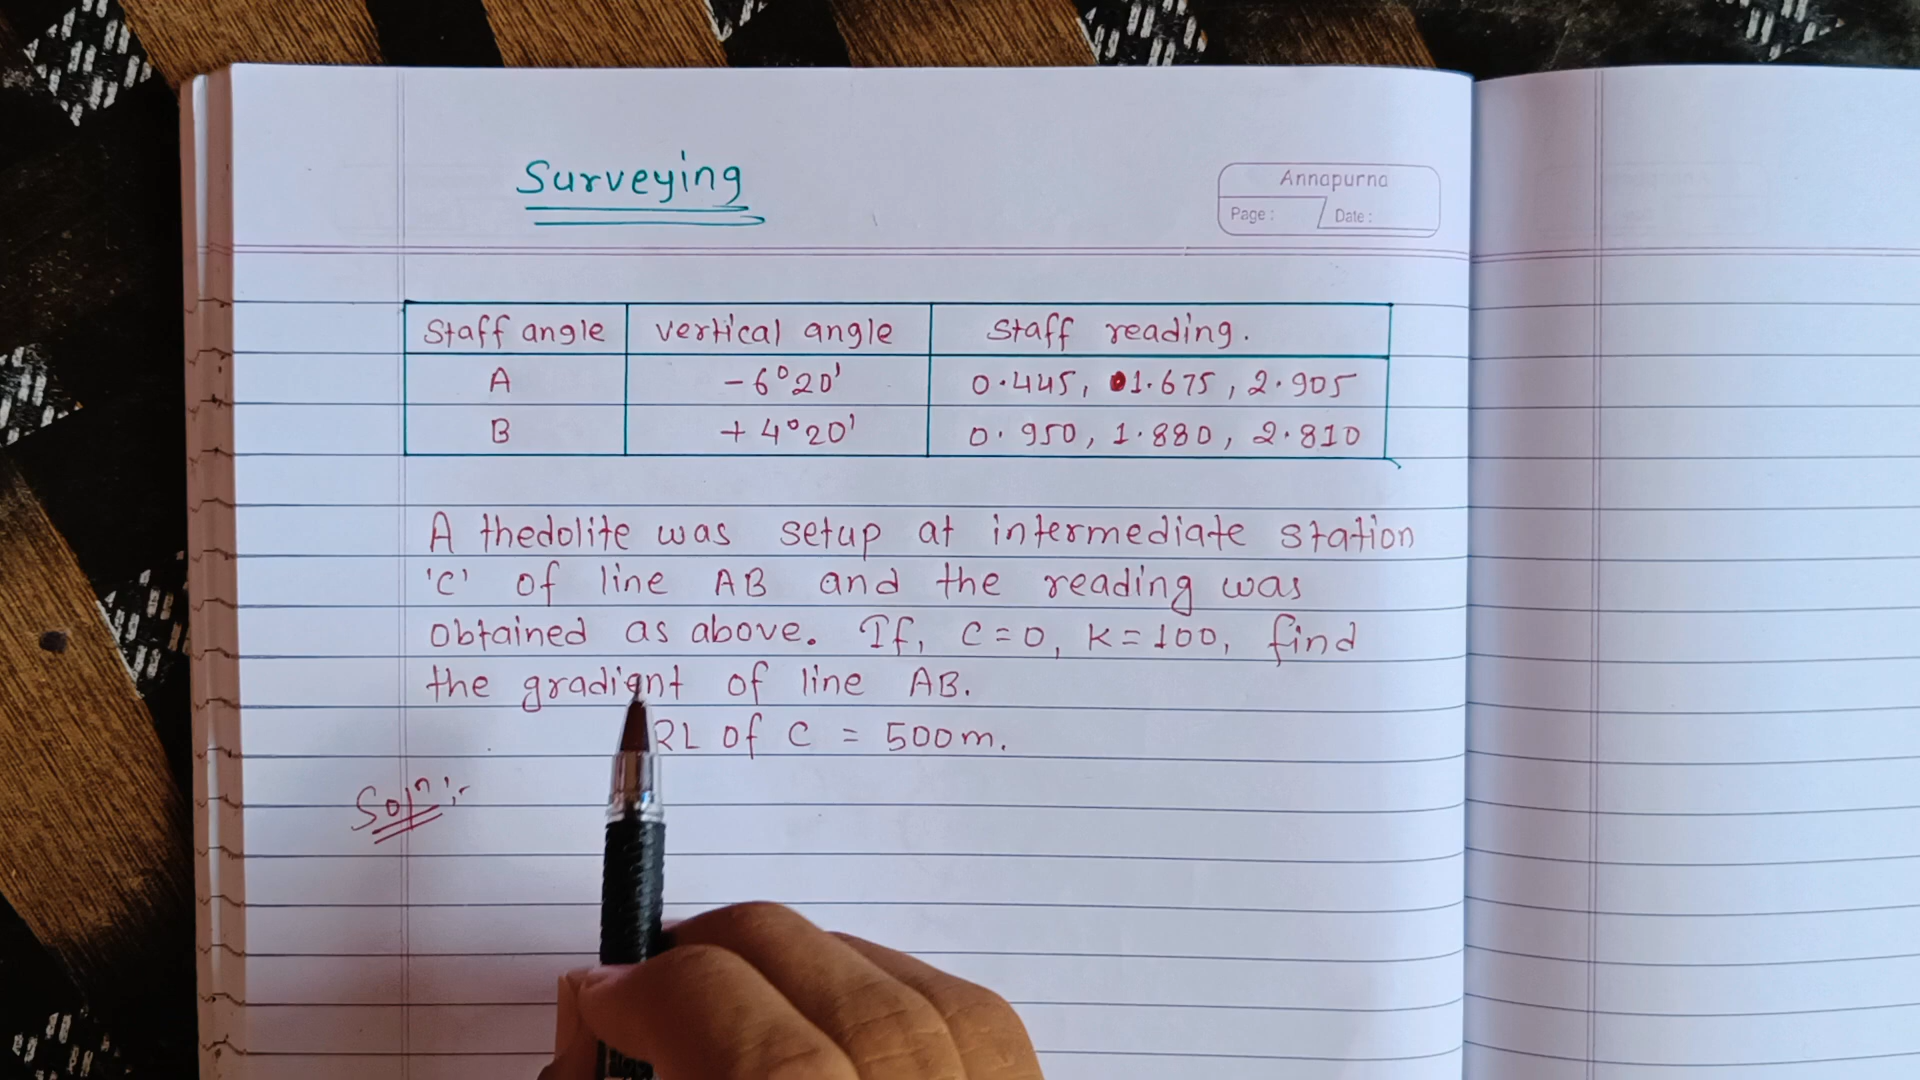 Surveying
Annapurna
Page : Date :
Staff angle vertical angle Staff reading.
A -6°20' 0.445, 01.675, 2.905
B +4°20' 0.950, 1.880, 2.810
A thedolite was setup at intermediate station
'C' of line AB and the reading was
obtained as above. If, C=0, K=100, find
the gradient of line AB.
RL of C = 500m.
Solⁿ:-